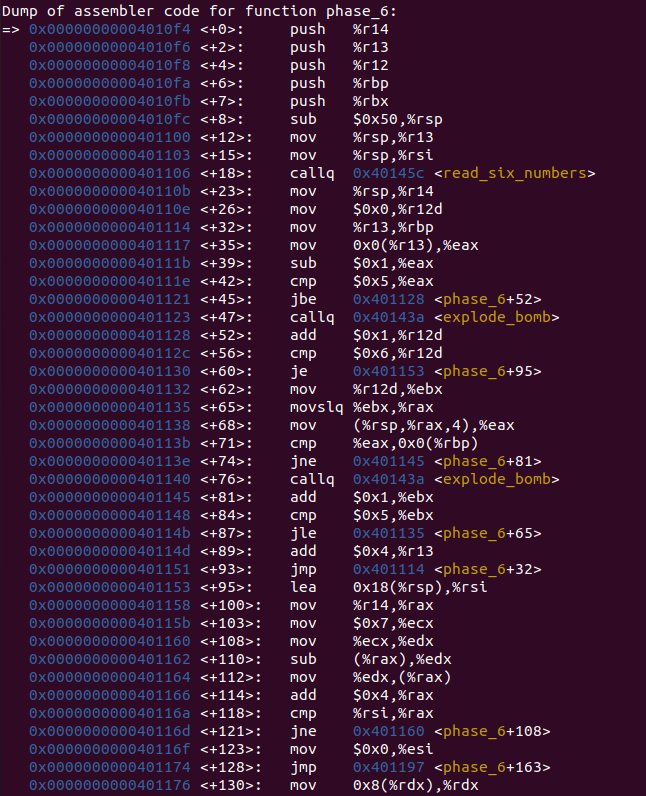 Dump of assembler code for function phase_6:
=> 0x00000000004010f4 <+0>: push %r14
0x00000000004010f6 <+2>: push %r13
0x00000000004010f8 <+4>: push %r12
0x00000000004010fa <+6>: push %rbp
0x00000000004010fb <+7>: push %rbx
0x00000000004010fc <+8>: sub $0x50,%rsp
0x0000000000401100 <+12>: mov %rsp,%r13
0x0000000000401103 <+15>: mov %rsp,%rsi
0x0000000000401106 <+18>: callq 0x40145c <read_six_numbers>
0x000000000040110b <+23>: mov %rsp,%r14
0x000000000040110e <+26>: mov $0x0,%r12d
0x0000000000401114 <+32>: mov %r13,%rbp
0x0000000000401117 <+35>: mov 0x0(%r13),%eax
0x000000000040111b <+39>: sub $0x1,%eax
0x000000000040111e <+42>: cmp $0x5,%eax
0x0000000000401121 <+45>: jbe 0x401128 <phase_6+52>
0x0000000000401123 <+47>: callq 0x40143a <explode_bomb>
0x0000000000401128 <+52>: add $0x1,%r12d
0x000000000040112c <+56>: cmp $0x6,%r12d
0x0000000000401130 <+60>: je 0x401153 <phase_6+95>
0x0000000000401132 <+62>: mov %r12d,%ebx
0x0000000000401135 <+65>: movslq %ebx,%rax
0x0000000000401138 <+68>: mov (%rsp,%rax,4),%eax
0x000000000040113b <+71>: cmp %eax,0x0(%rbp)
0x000000000040113e <+74>: jne 0x401145 <phase_6+81>
0x0000000000401140 <+76>: callq 0x40143a <explode_bomb>
0x0000000000401145 <+81>: add $0x1,%ebx
0x0000000000401148 <+84>: cmp $0x5,%ebx
0x000000000040114b <+87>: jle 0x401135 <phase_6+65>
0x000000000040114d <+89>: add $0x4,%r13
0x0000000000401151 <+93>: jmp 0x401114 <phase_6+32>
0x0000000000401153 <+95>: lea 0x18(%rsp),%rsi
0x0000000000401158 <+100>: mov %r14,%rax
0x000000000040115b <+103>: mov $0x7,%ecx
0x0000000000401160 <+108>: mov %ecx,%edx
0x0000000000401162 <+110>: sub (%rax),%edx
0x0000000000401164 <+112>: mov %edx,(%rax)
0x0000000000401166 <+114>: add $0x4,%rax
0x000000000040116a <+118>: cmp %rsi,%rax
0x000000000040116d <+121>: jne 0x401160 <phase_6+108>
0x000000000040116f <+123>: mov $0x0,%esi
0x0000000000401174 <+128>: jmp 0x401197 <phase_6+163>
0x0000000000401176 <+130>: mov 0x8(%rdx),%rdx